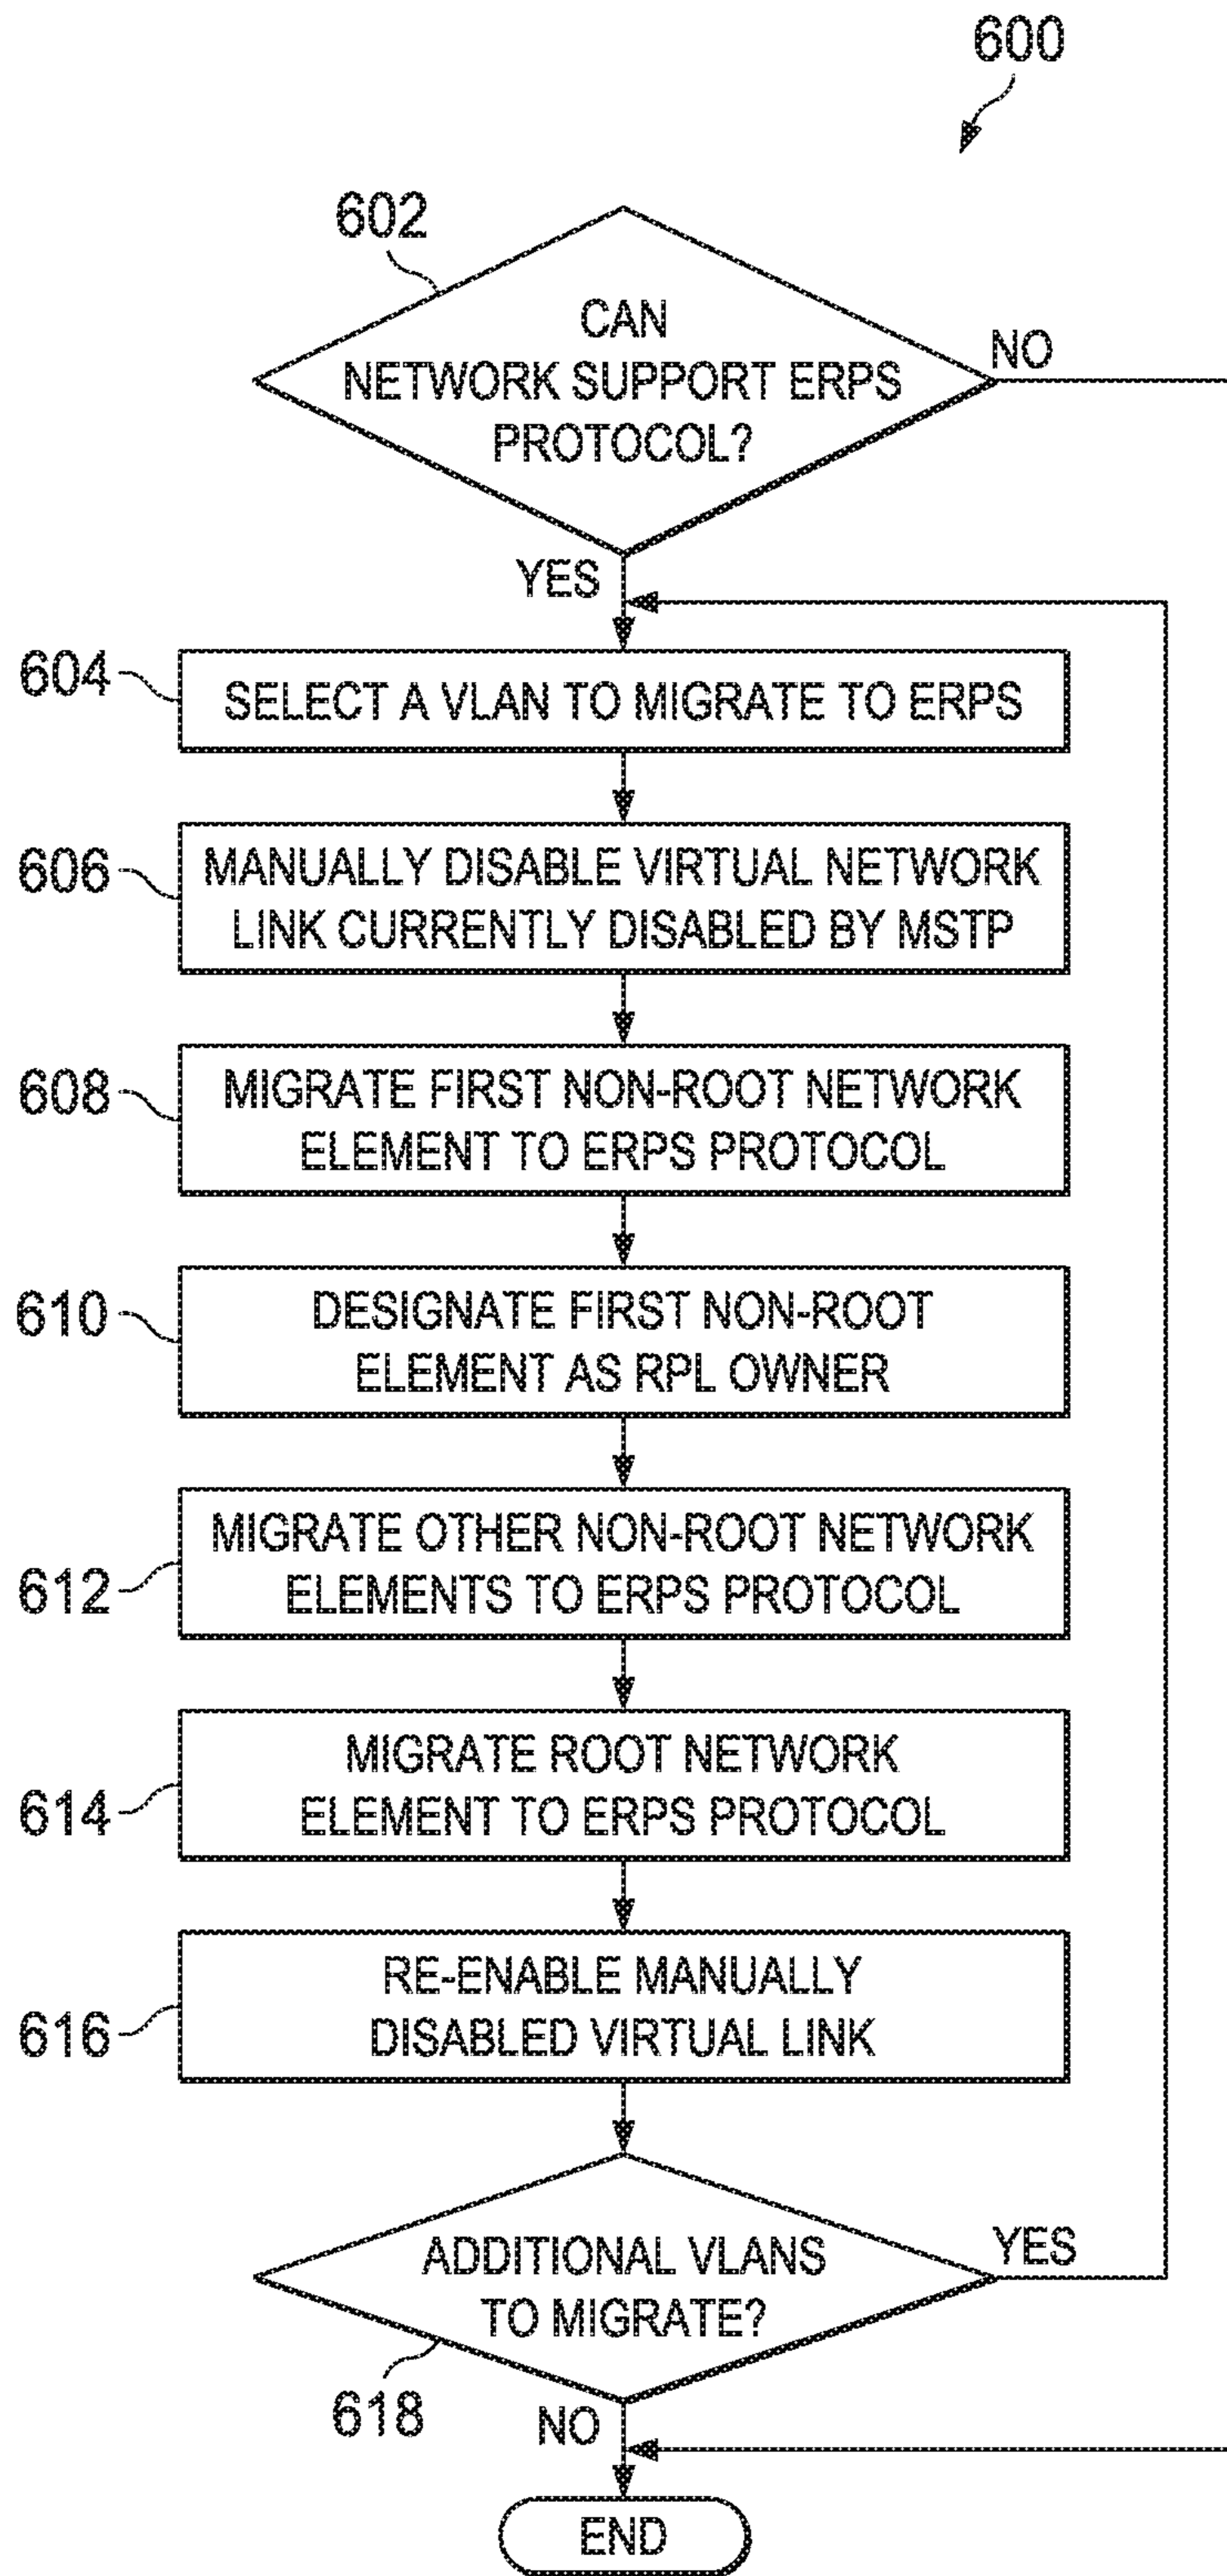 600
602
CAN
NETWORK SUPPORT ERPS
PROTOCOL?
NO
YES
604
SELECT A VLAN TO MIGRATE TO ERPS
606
MANUALLY DISABLE VIRTUAL NETWORK
LINK CURRENTLY DISABLED BY MSTP
608
MIGRATE FIRST NON-ROOT NETWORK
ELEMENT TO ERPS PROTOCOL
610
DESIGNATE FIRST NON-ROOT
ELEMENT AS RPL OWNER
612
MIGRATE OTHER NON-ROOT NETWORK
ELEMENTS TO ERPS PROTOCOL
614
MIGRATE ROOT NETWORK
ELEMENT TO ERPS PROTOCOL
616
RE-ENABLE MANUALLY
DISABLED VIRTUAL LINK
ADDITIONAL VLANS
TO MIGRATE?
YES
618
NO
END